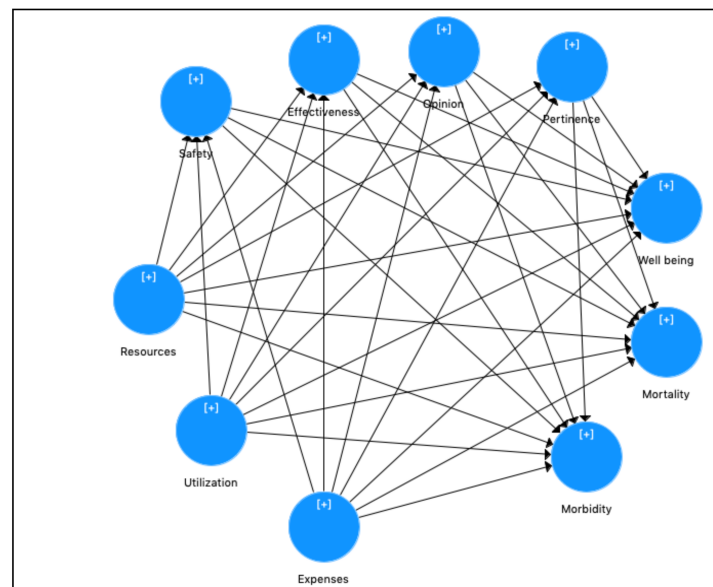 [+]
Opinion
[+]
Effectiveness
[+]
Pertinence
[+]
Safety
[+]
Well being
[+]
Resources
[+]
Mortality
[+]
Utilization
[+]
Morbidity
[+]
Expenses